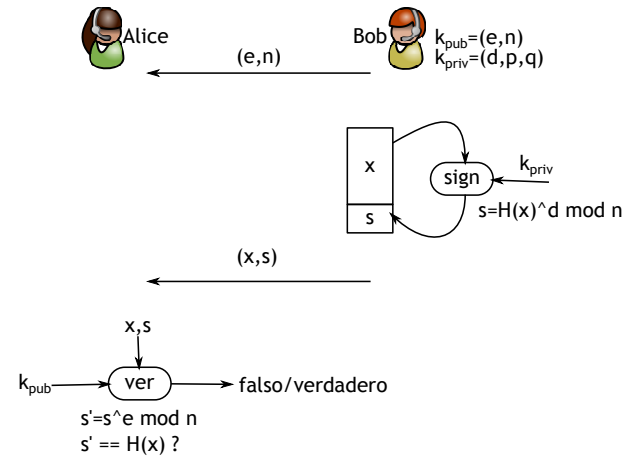 Alice
Bob
k_pub=(e,n)
k_priv=(d,p,q)
(e,n)
x
sign
k_priv
s
s=H(x)^d mod n
(x,s)
x,s
k_pub
ver
falso/verdadero
s'=s^e mod n
s' == H(x) ?